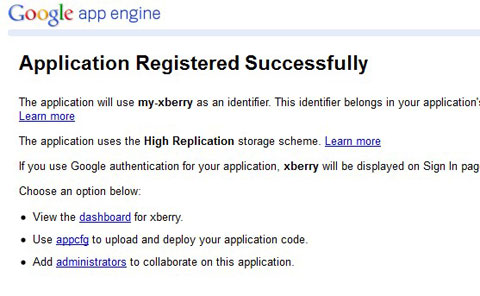 Google app engine
Application Registered Successfully
The application will use my-xberry as an identifier. This identifier belongs in your application's
Learn more
The application uses the High Replication storage scheme. Learn more
If you use Google authentication for your application, xberry will be displayed on Sign In pag
Choose an option below:
• View the dashboard for xberry.
• Use appcfg to upload and deploy your application code.
• Add administrators to collaborate on this application.